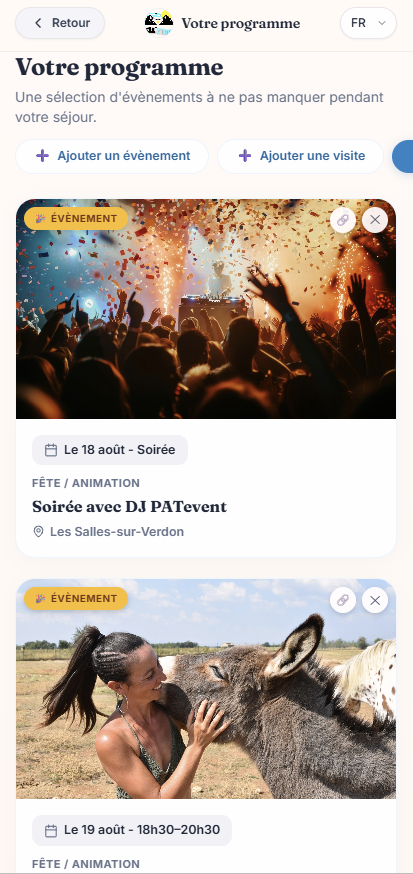 Retour
Votre programme
FR
Votre programme
Une sélection d'évènements à ne pas manquer pendant
votre séjour.
Ajouter un évènement
Ajouter une visite
ÉVÈNEMENT
Le 18 août - Soirée
FÊTE / ANIMATION
Soirée avec DJ PATevent
Les Salles-sur-Verdon
ÉVÈNEMENT
Le 19 août - 18h30–20h30
FÊTE / ANIMATION